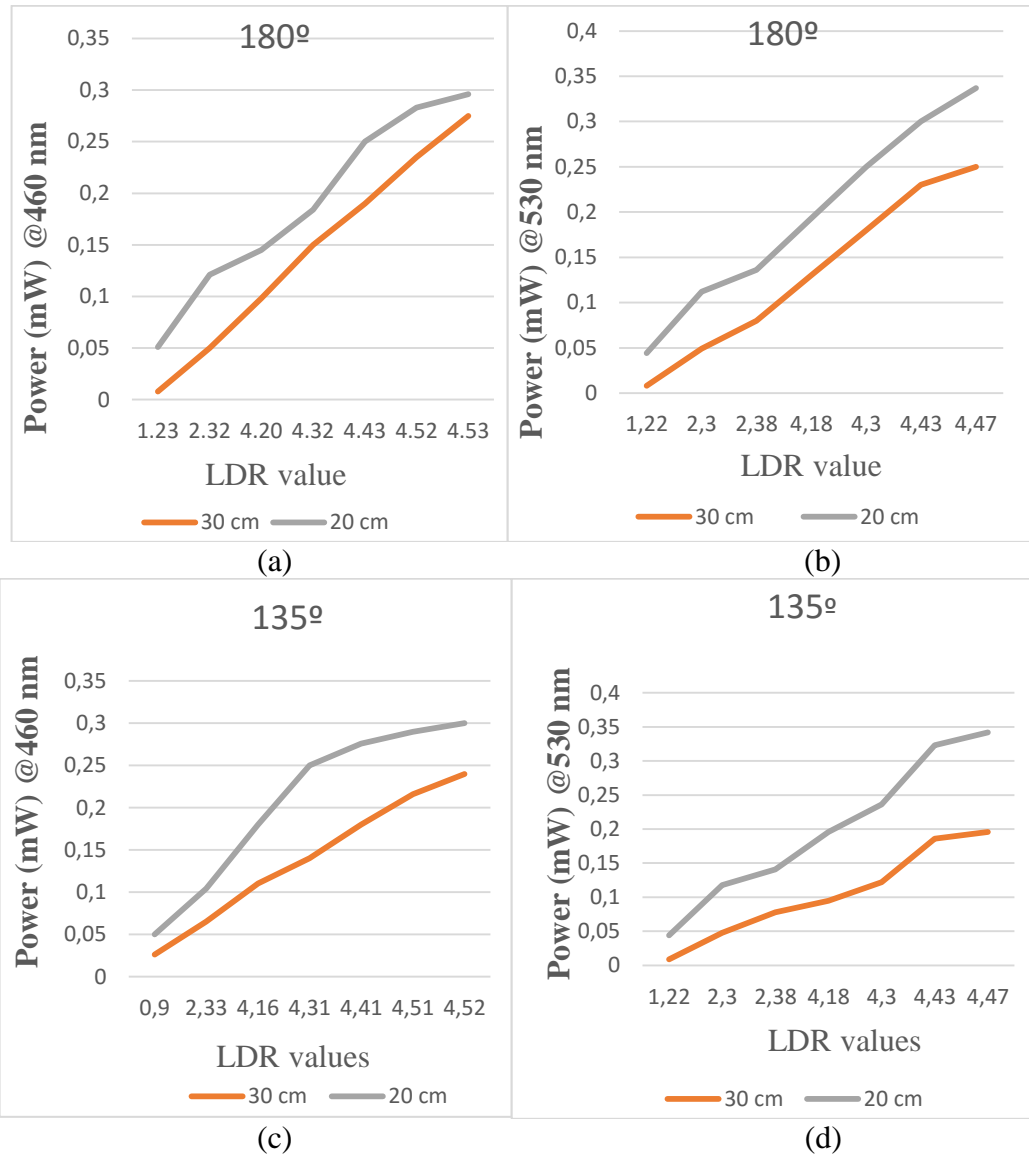 180º
Power (mW) @460 nm
0,35
0,3
0,25
0,2
0,15
0,1
0,05
0
1.23 2.32 4.20 4.32 4.43 4.52 4.53
LDR value
30 cm 20 cm
(a)
180º
Power (mW) @530 nm
0,4
0,35
0,3
0,25
0,2
0,15
0,1
0,05
0
1,22 2,3 2,38 4,18 4,3 4,43 4,47
LDR value
30 cm 20 cm
(b)
135º
Power (mW) @460 nm
0,35
0,3
0,25
0,2
0,15
0,1
0,05
0
0,9 2,33 4,16 4,31 4,41 4,51 4,52
LDR values
30 cm 20 cm
(c)
135º
Power (mW) @530 nm
0,4
0,35
0,3
0,25
0,2
0,15
0,1
0,05
0
1,22 2,3 2,38 4,18 4,3 4,43 4,47
LDR values
30 cm 20 cm
(d)